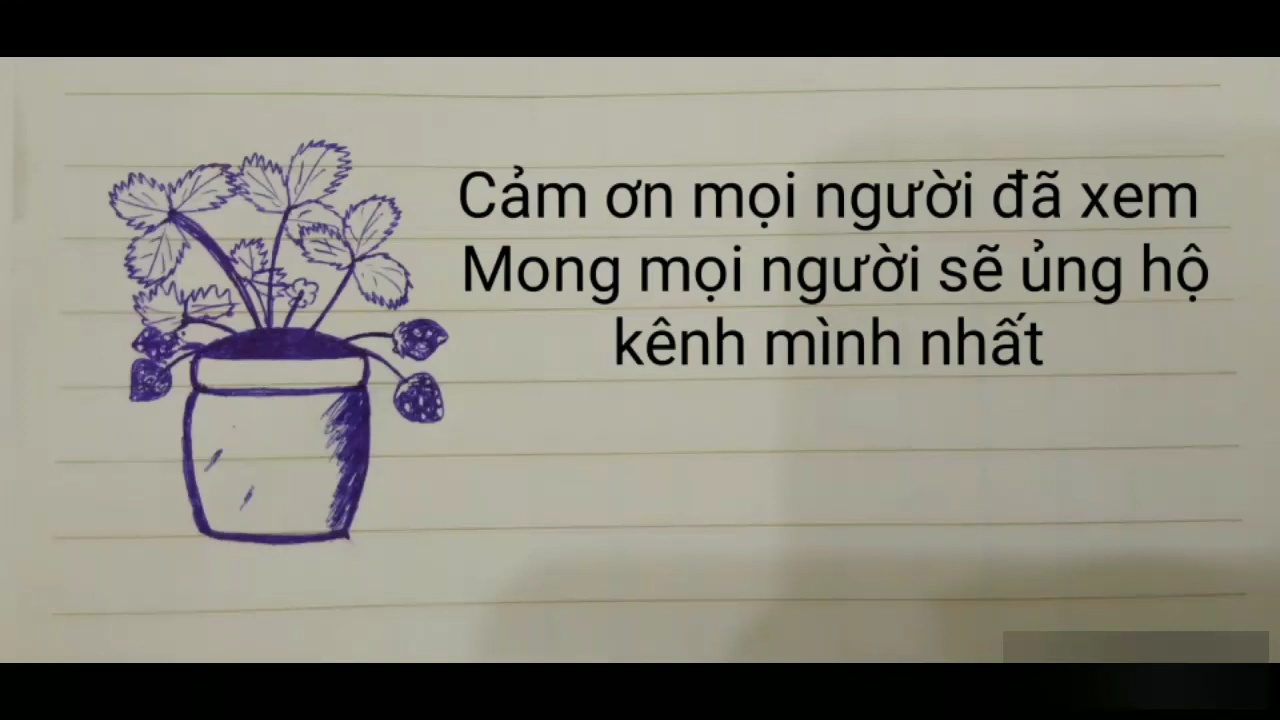 Cảm ơn mọi người đã xem
Mong mọi người sẽ ủng hộ
kênh mình nhất